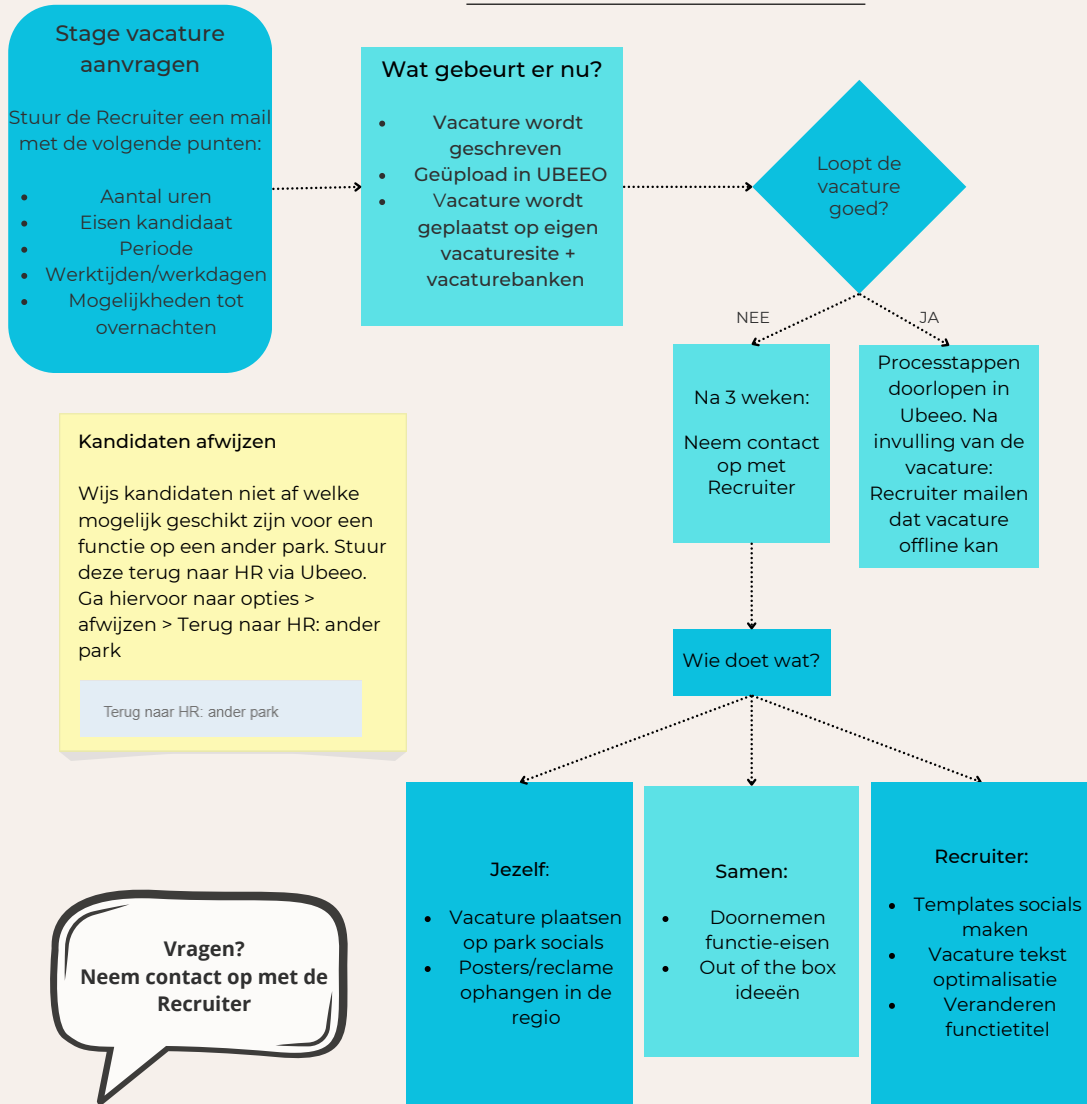 Stage vacature
aanvragen
Stuur de Recruiter een mail
met de volgende punten:
• Aantal uren
• Eisen kandidaat
• Periode
• Werktijden/werkdagen
• Mogelijkheden tot
overnachten
Wat gebeurt er nu?
• Vacature wordt
geschreven
• Geüpload in UBEEO
• Vacature wordt
geplaatst op eigen
vacaturesite +
vacaturebanken
Loopt de
vacature
goed?
NEE
JA
Na 3 weken:
Neem contact
op met
Recruiter
Processtappen
doorlopen in
Ubeeo. Na
invulling van de
vacature:
Recruiter mailen
dat vacature
offline kan
Kandidaten afwijzen
Wijs kandidaten niet af welke
mogelijk geschikt zijn voor een
functie op een ander park. Stuur
deze terug naar HR via Ubeeo.
Ga hiervoor naar opties >
afwijzen > Terug naar HR: ander
park
Terug naar HR: ander park
Wie doet wat?
Jezelf:
• Vacature plaatsen
op park socials
• Posters/reclame
ophangen in de
regio
Samen:
• Doornemen
functie-eisen
• Out of the box
ideeën
Recruiter:
• Templates socials
maken
• Vacature tekst
optimalisatie
• Veranderen
functietitel
Vragen?
Neem contact op met de
Recruiter